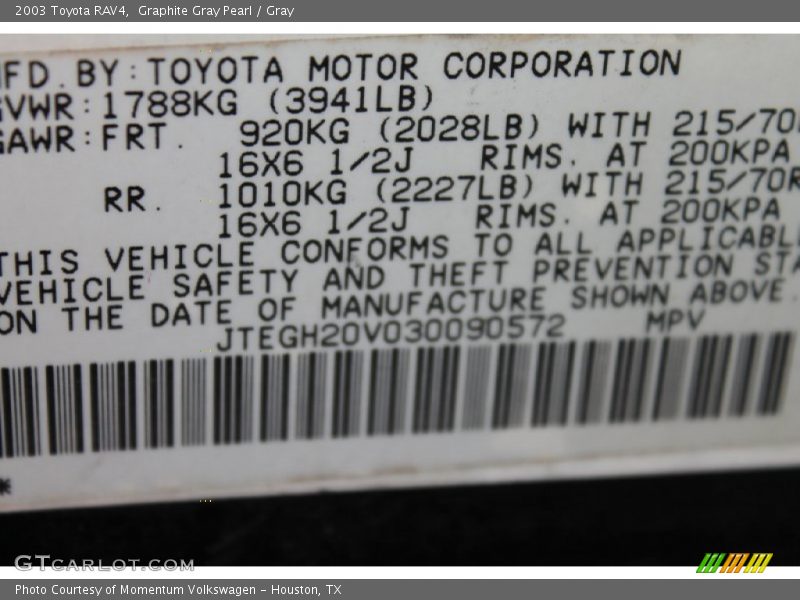 2003 Toyota RAV4, Graphite Gray Pearl / Gray
MFD.BY:TOYOTA MOTOR CORPORATION
GVWR:1788KG (3941LB)
GAWR:FRT. 920KG (2028LB) WITH 215/70R
16X6 1/2J RIMS. AT 200KPA
RR. 1010KG (2227LB) WITH 215/70R
16X6 1/2J RIMS. AT 200KPA
THIS VEHICLE CONFORMS TO ALL APPLICABL
VEHICLE SAFETY AND THEFT PREVENTION STA
ON THE DATE OF MANUFACTURE SHOWN ABOVE.
JTEGH20V030090572 MPV
*
GTCARLOT.COM
Photo Courtesy of Momentum Volkswagen - Houston, TX